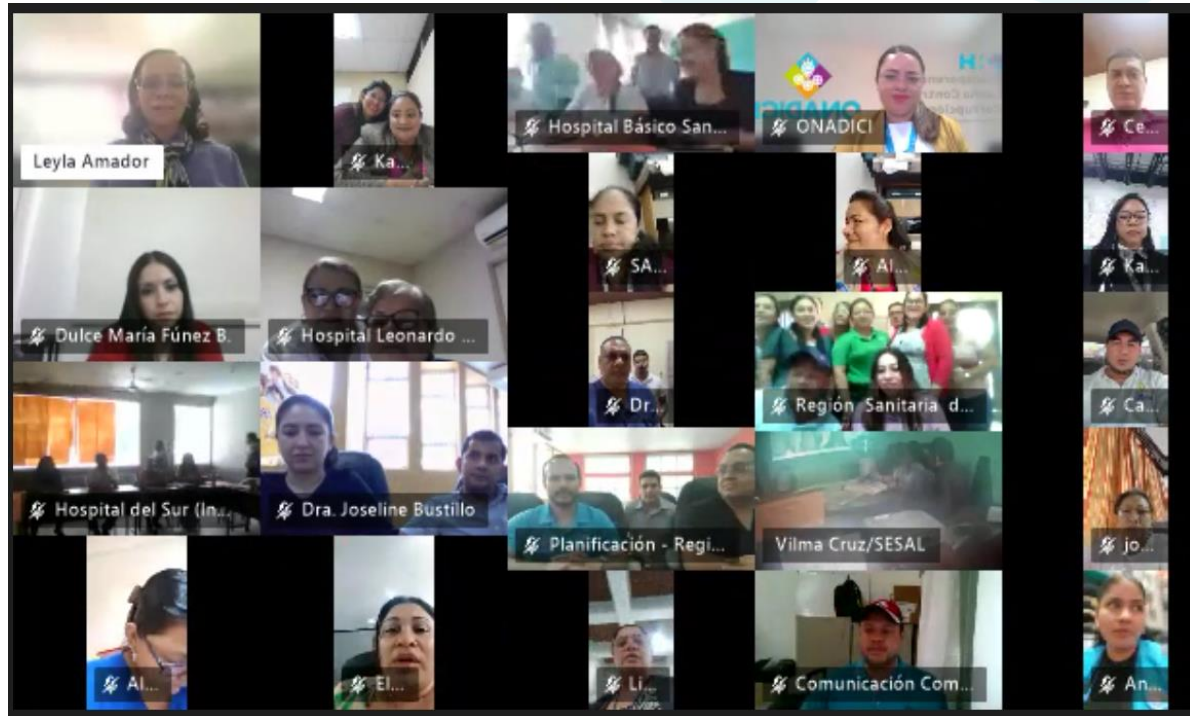 Leyla Amador
Ka...
Hospital Básico San...
ONADICI
Ce...
SA...
Al...
Ka...
Dulce María Fúnez B.
Hospital Leonardo ...
Dr...
Región Sanitaria d...
Ca...
Hospital del Sur (In...
Dra. Joseline Bustillo
Planificación - Regi...
Vilma Cruz/SESAL
jo...
Al...
El...
Li...
Comunicación Com...
An...